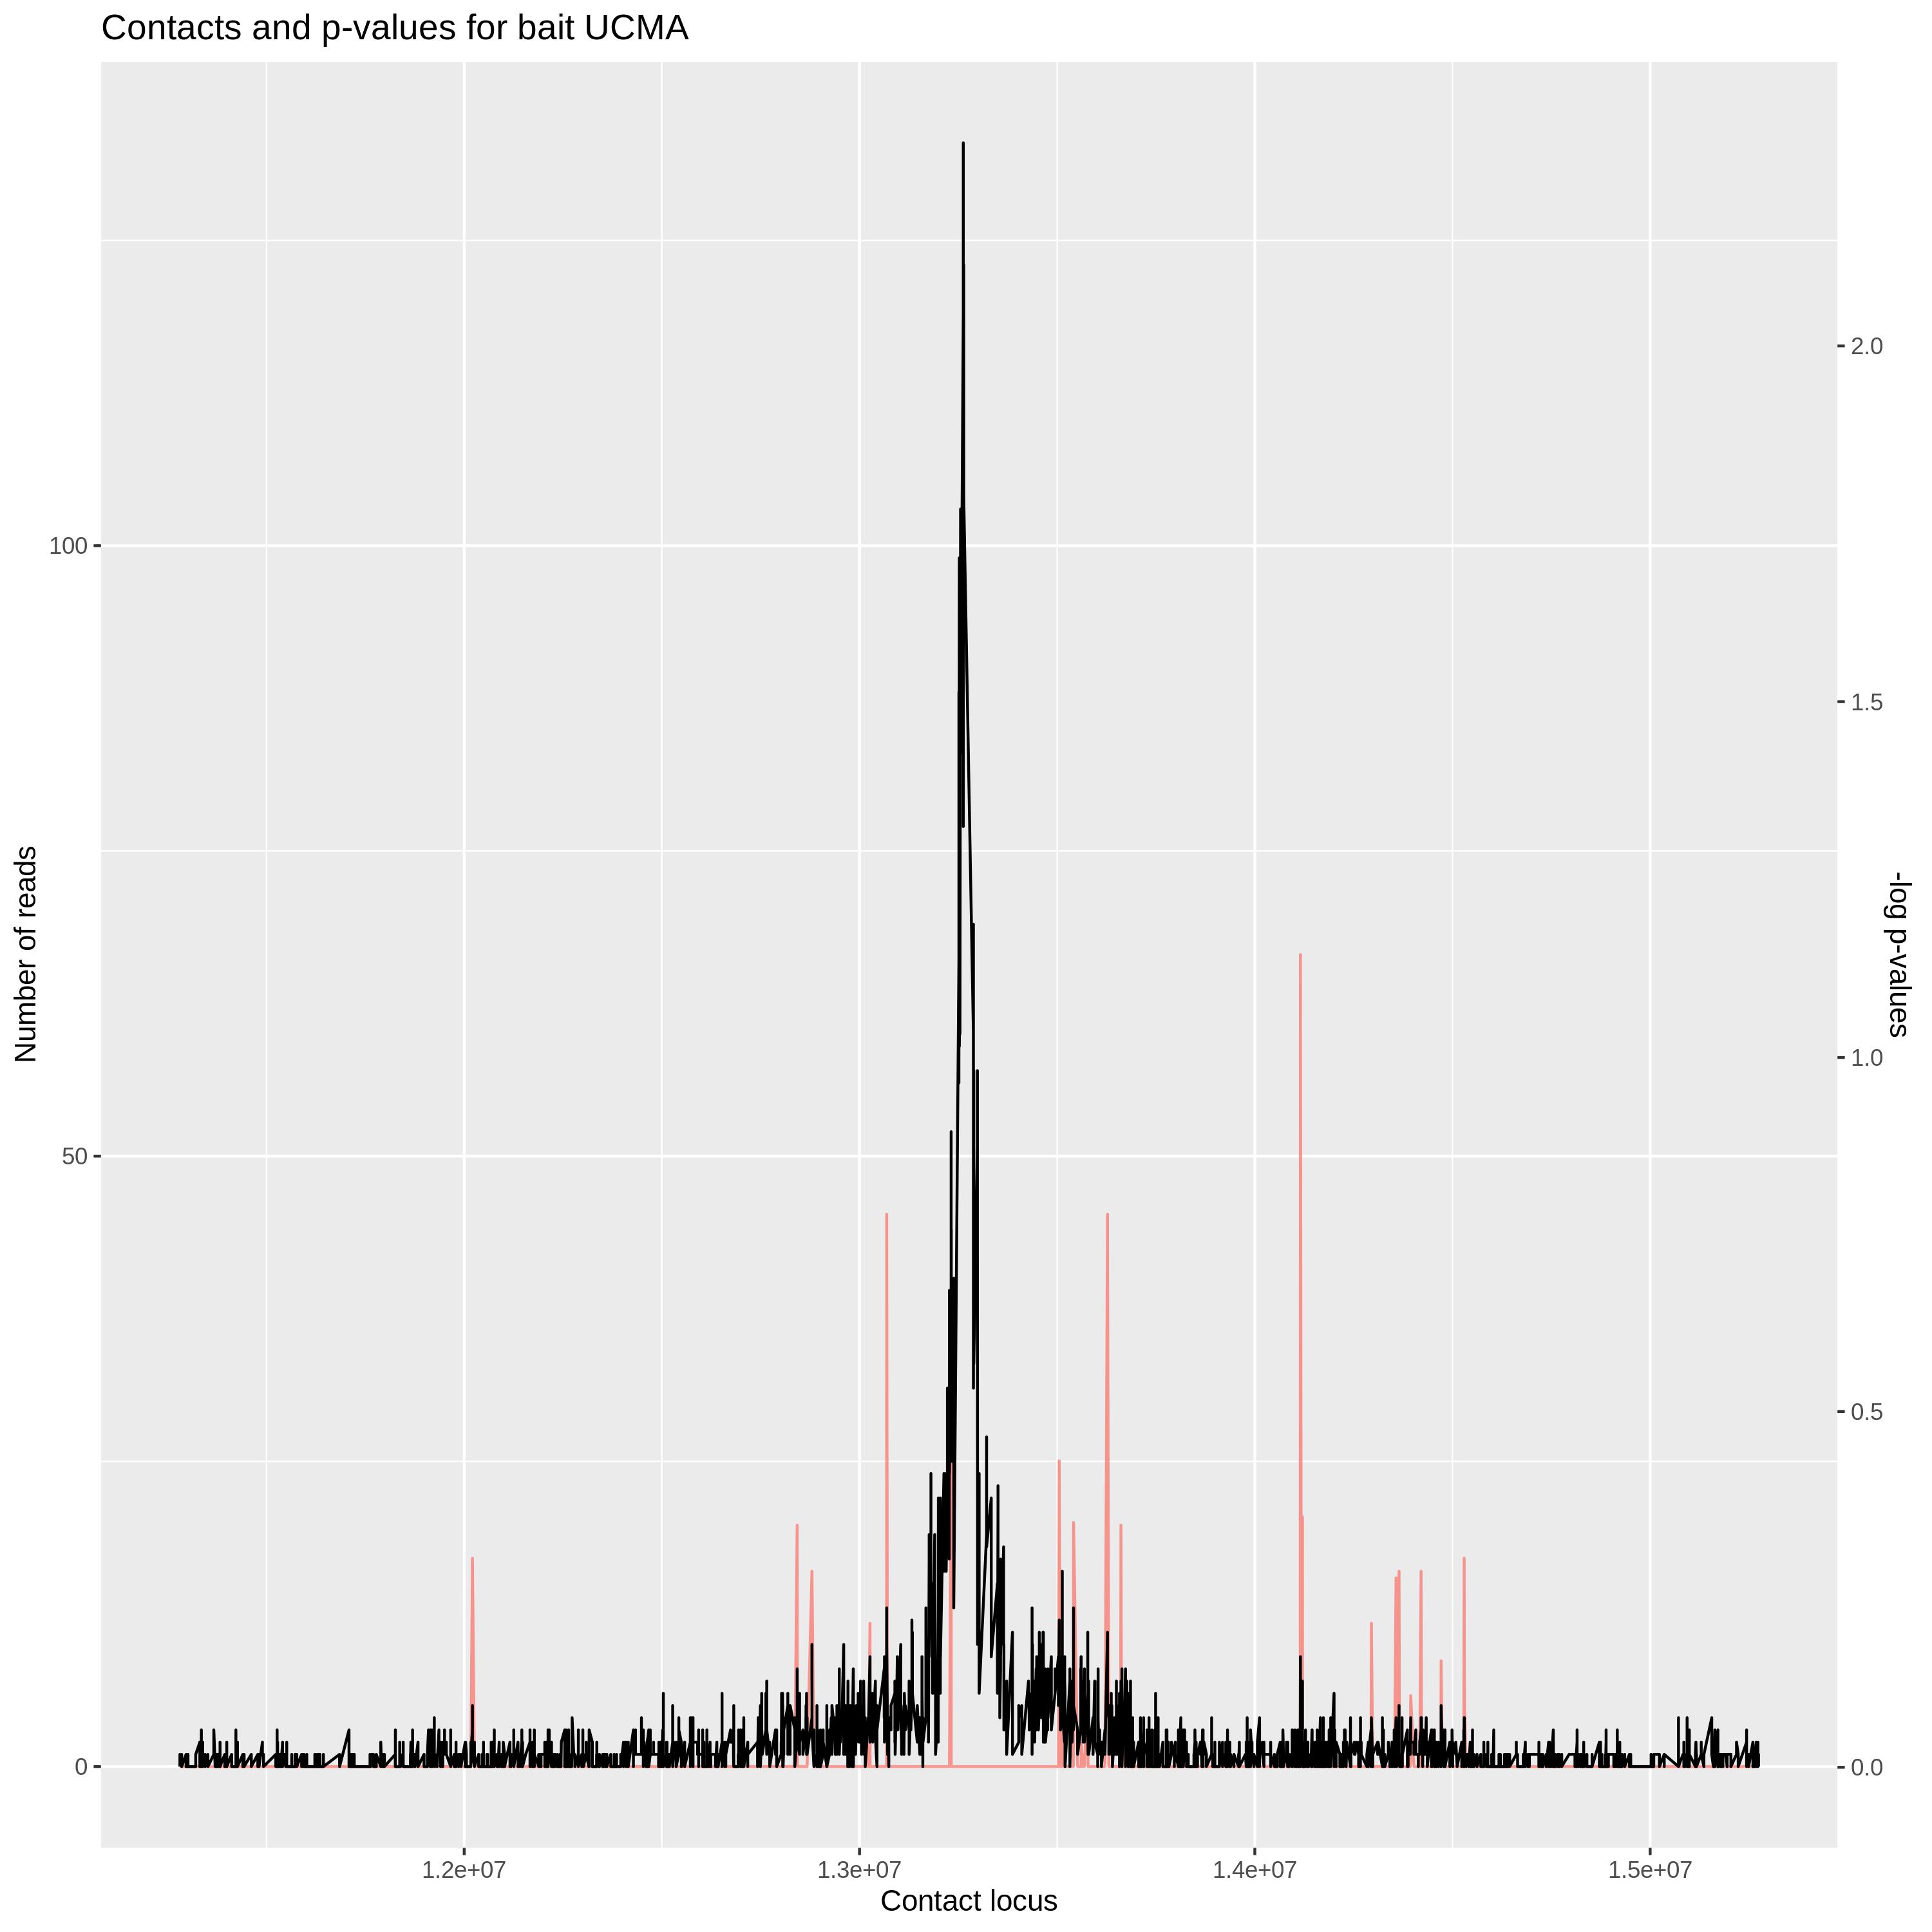 Contacts and p-values for bait UCMA
Number of reads
100
50
0
2.0
1.5
1.0
0.5
0.0
-log p-values
1.2e+07
1.3e+07
1.4e+07
1.5e+07
Contact locus